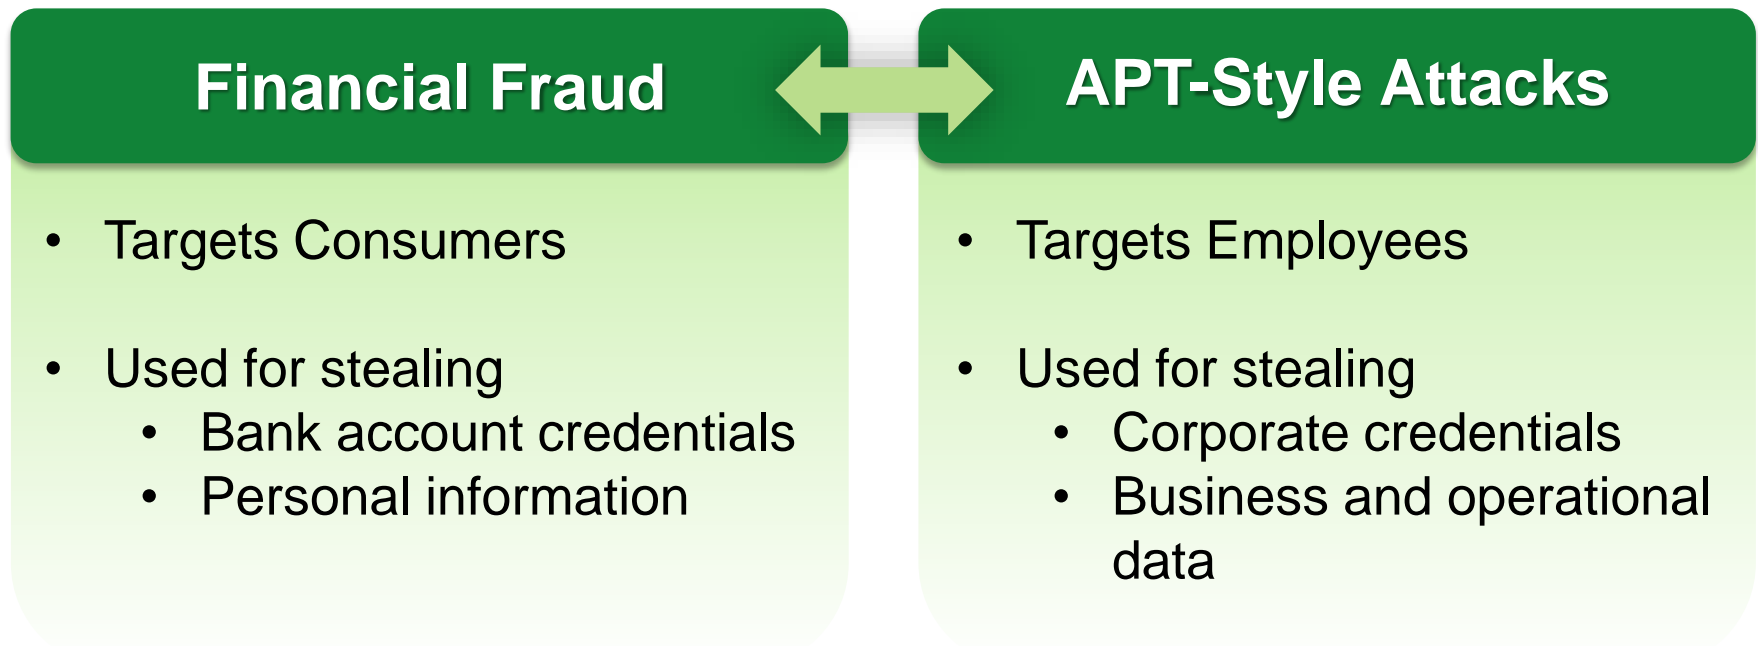 Financial Fraud
• Targets Consumers
• Used for stealing
• Bank account credentials
• Personal information
APT-Style Attacks
• Targets Employees
• Used for stealing
• Corporate credentials
• Business and operational
data